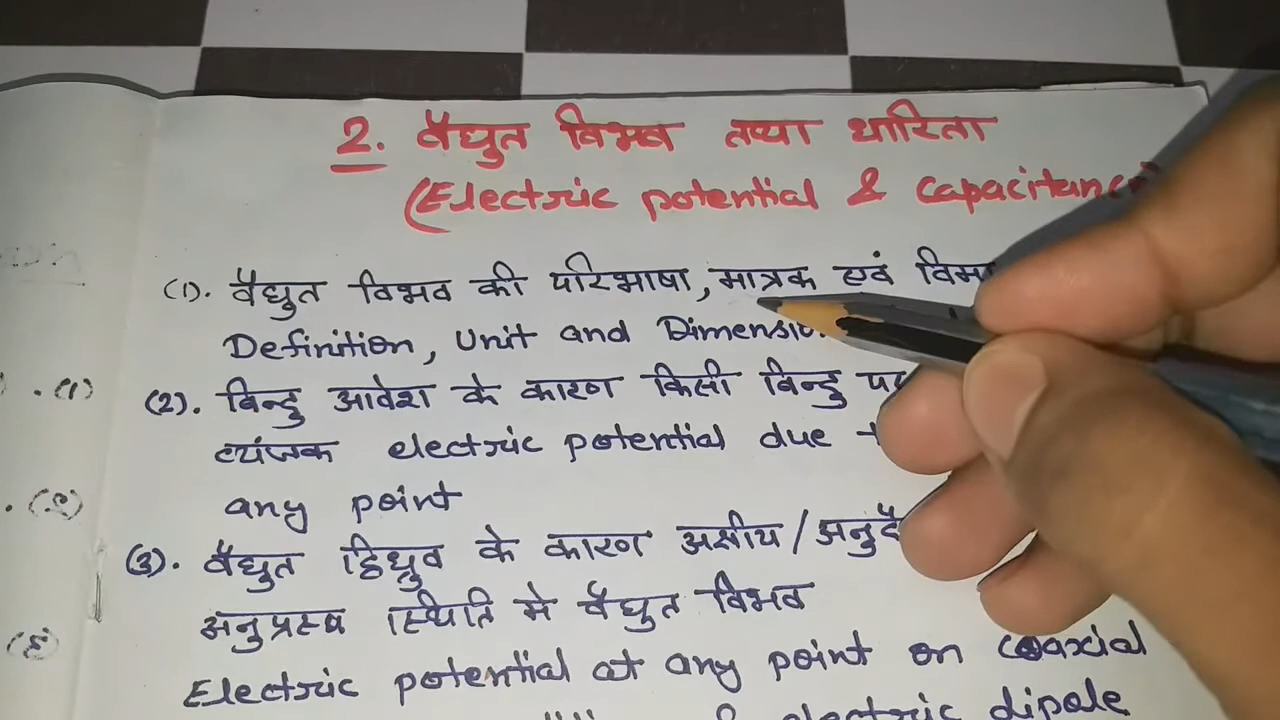 2. वैद्युत विभव तथा धारिता
(Electric potential & Capacitance)
(1). वैद्युत विभव की परिभाषा, मात्रक एवं
Definition, Unit and
(2). बिन्दु आवेश के कारण किसी बिन्दु
व्यंजक electric potential due
any point
(3). वैद्युत द्विध्रुव के कारण अक्षीय/
अनुप्रस्थ स्थिति मे वैद्युत विभव
Electric potential at any point on coaxial
electric dipole
. (1)